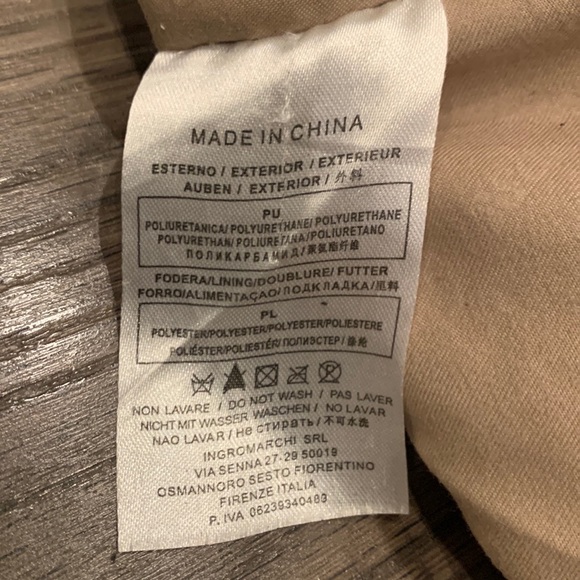 MADE IN CHINA
ESTERNO / EXTERIOR / EXTERIEUR
AUBEN / EXTERIOR / 外料
PU
POLIURETANICA/ POLYURETHANE/ POLYURETHANE
POLYURETHAN/ POLIURETANA/ POLIURETANO
ПОЛИКАРБАМИД/聚氨酯纤维
FODERA/LINING/DOUBLURE/ FUTTER
FORRO/ALIMENTAÇAO/ПОДКЛАДКА/里料
PL
POLYESTER/POLYESTER/POLYESTER/POLIESTERE
POLIÉSTER/POLIESTÉR/ПОЛИЭСТЕР/涤纶
NON LAVARE / DO NOT WASH / PAS LAVER
NICHT MIT WASSER WASCHEN / NO LAVAR
NAO LAVAR / Не стирать / 不可水洗
INGROMARCHI SRL
VIA SENNA 27-29 50019
OSMANNORO SESTO FIORENTINO
FIRENZE ITALIA
P. IVA 06239340489